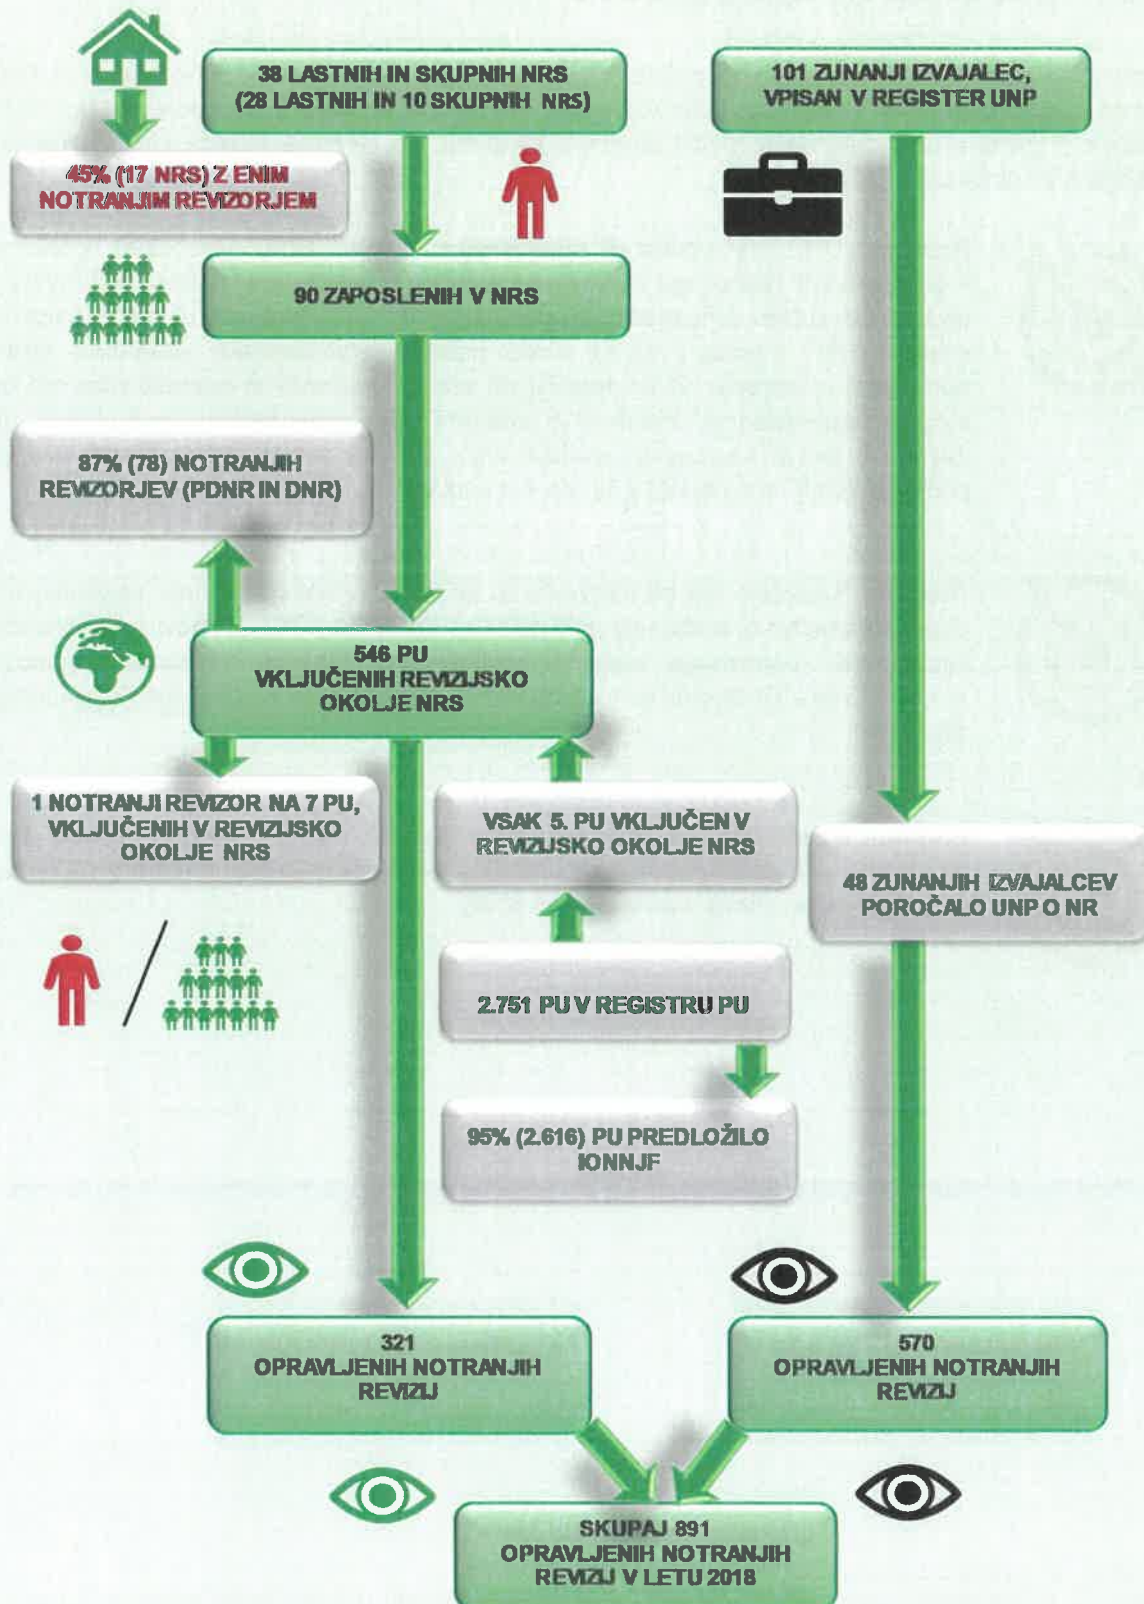 38 LASTNIH IN SKUPNIH NRS
(28 LASTNIH IN 10 SKUPNIH NRS)
101 ZUNANJI IZVAJALEC,
VPISAN V REGISTER UNP
45% (17 NRS) Z ENIM
NOTRANJIM REVIZORJEM
90 ZAPOSLENIH V NRS
87% (78) NOTRANJIH
REVIZORJEV (PDNR IN DNR)
546 PU
VKLJUČENIH REVIZIJSKO
OKOLJE NRS
1 NOTRANJI REVIZOR NA 7 PU,
VKLJUČENIH V REVIZIJSKO
OKOLJE NRS
VSAK 5. PU VKLJUČEN V
REVIZIJSKO OKOLJE NRS
48 ZUNANJIH IZVAJALCEV
POROČALO UNP O NR
2.751 PU V REGISTRU PU
95% (2.616) PU PREDLOŽILO
IONNJF
321
OPRAVLJENIH NOTRANJIH
REVIZIJ
570
OPRAVLJENIH NOTRANJIH
REVIZIJ
SKUPAJ 891
OPRAVLJENIH NOTRANJIH
REVIZIJ V LETU 2018